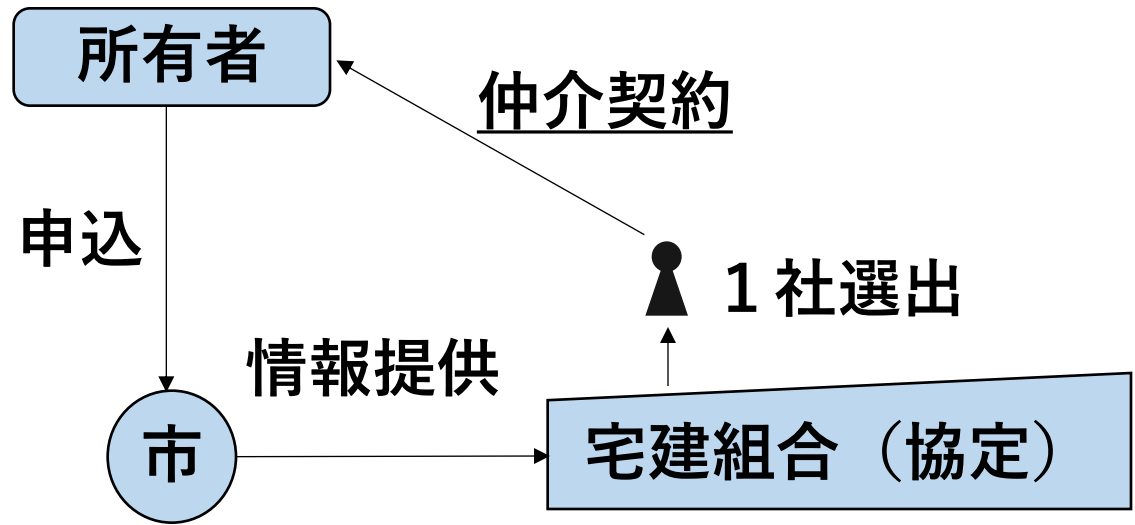 所有者
仲介契約
申込
1社選出
情報提供
市
宅建組合（協定）